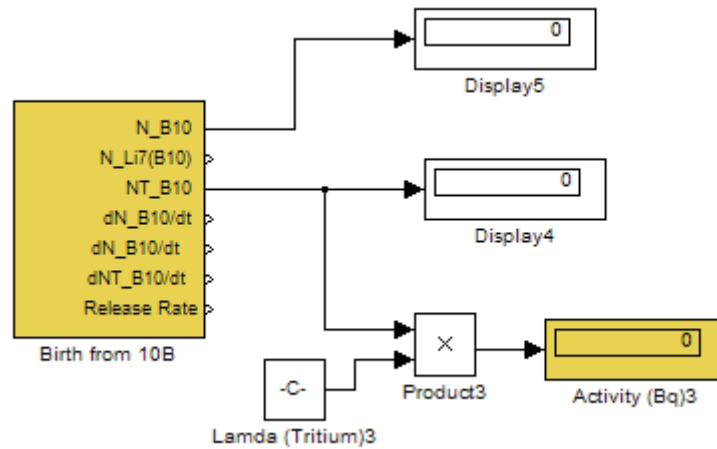 N_B10
N_Li7(B10)
NT_B10
dN_B10/dt
dN_B10/dt
dNT_B10/dt
Release Rate
Birth from 10B
0
Display5
0
Display4
-C-
Lamda (Tritium)3
×
Product3
0
Activity (Bq)3